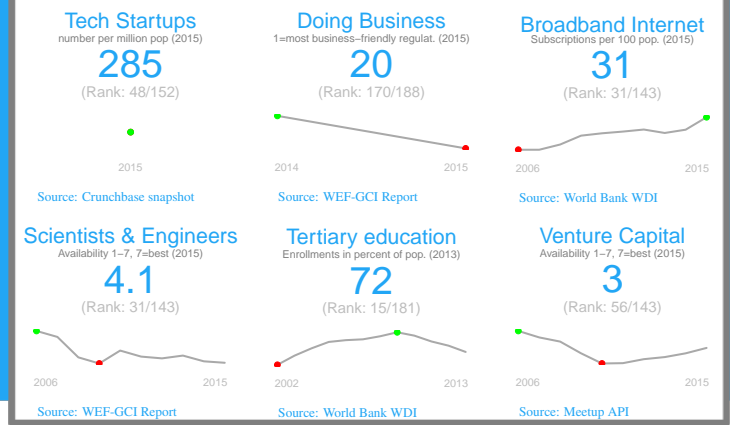 Tech Startups
number per million pop (2015)
285
(Rank: 48/152)
2015
Source: Crunchbase snapshot
Doing Business
1=most business−friendly regulat. (2015)
20
(Rank: 170/188)
2014 2015
Source: WEF-GCI Report
Broadband Internet
Subscriptions per 100 pop. (2015)
31
(Rank: 31/143)
2006 2015
Source: World Bank WDI
Scientists & Engineers
Availability 1−7, 7=best (2015)
4.1
(Rank: 31/143)
2006 2015
Source: WEF-GCI Report
Tertiary education
Enrollments in percent of pop. (2013)
72
(Rank: 15/181)
2002 2013
Source: World Bank WDI
Venture Capital
Availability 1−7, 7=best (2015)
3
(Rank: 56/143)
2006 2015
Source: Meetup API